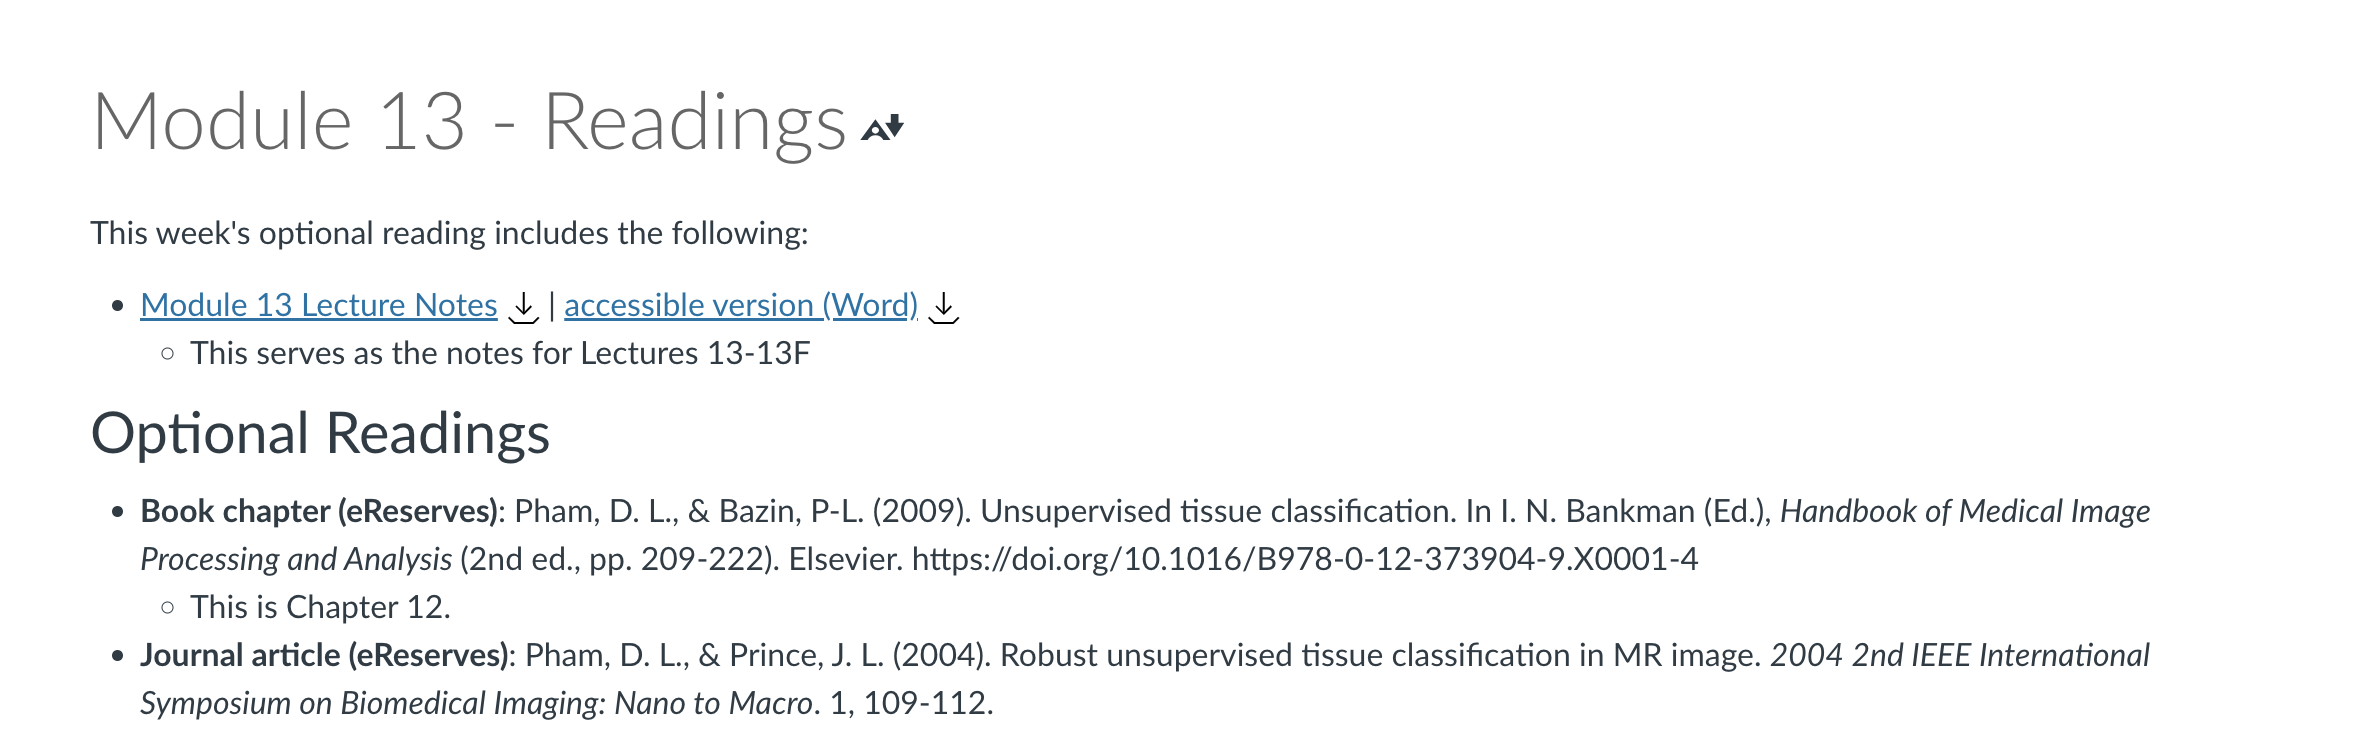 Module 13 - Readings
This week's optional reading includes the following:
Module 13 Lecture Notes | accessible version (Word)
This serves as the notes for Lectures 13-13F
Optional Readings
Book chapter (eReserves): Pham, D. L., & Bazin, P-L. (2009). Unsupervised tissue classification. In I. N. Bankman (Ed.), Handbook of Medical Image
Processing and Analysis (2nd ed., pp. 209-222). Elsevier. https://doi.org/10.1016/B978-0-12-373904-9.X0001-4
This is Chapter 12.
Journal article (eReserves): Pham, D. L., & Prince, J. L. (2004). Robust unsupervised tissue classification in MR image. 2004 2nd IEEE International
Symposium on Biomedical Imaging: Nano to Macro. 1, 109-112.